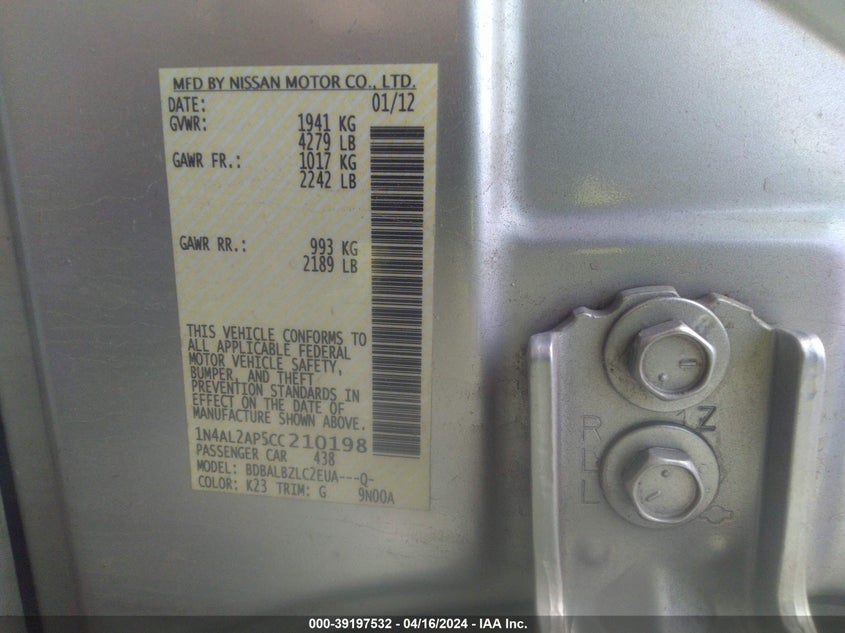 MFD BY NISSAN MOTOR CO., LTD.
DATE: 01/12
GVWR: 1941 KG
4279 LB
GAWR FR.: 1017 KG
2242 LB
GAWR RR.: 993 KG
2189 LB
THIS VEHICLE CONFORMS TO
ALL APPLICABLE FEDERAL
MOTOR VEHICLE SAFETY,
BUMPER, AND THEFT
PREVENTION STANDARDS IN
EFFECT ON THE DATE OF
MANUFACTURE SHOWN ABOVE.
1N4AL2AP5CC210198
PASSENGER CAR 438
MODEL: BDBALBZLC2EUA---Q-
COLOR: K23 TRIM: G 9N00A
000-39197532 - 04/16/2024 - IAA Inc.